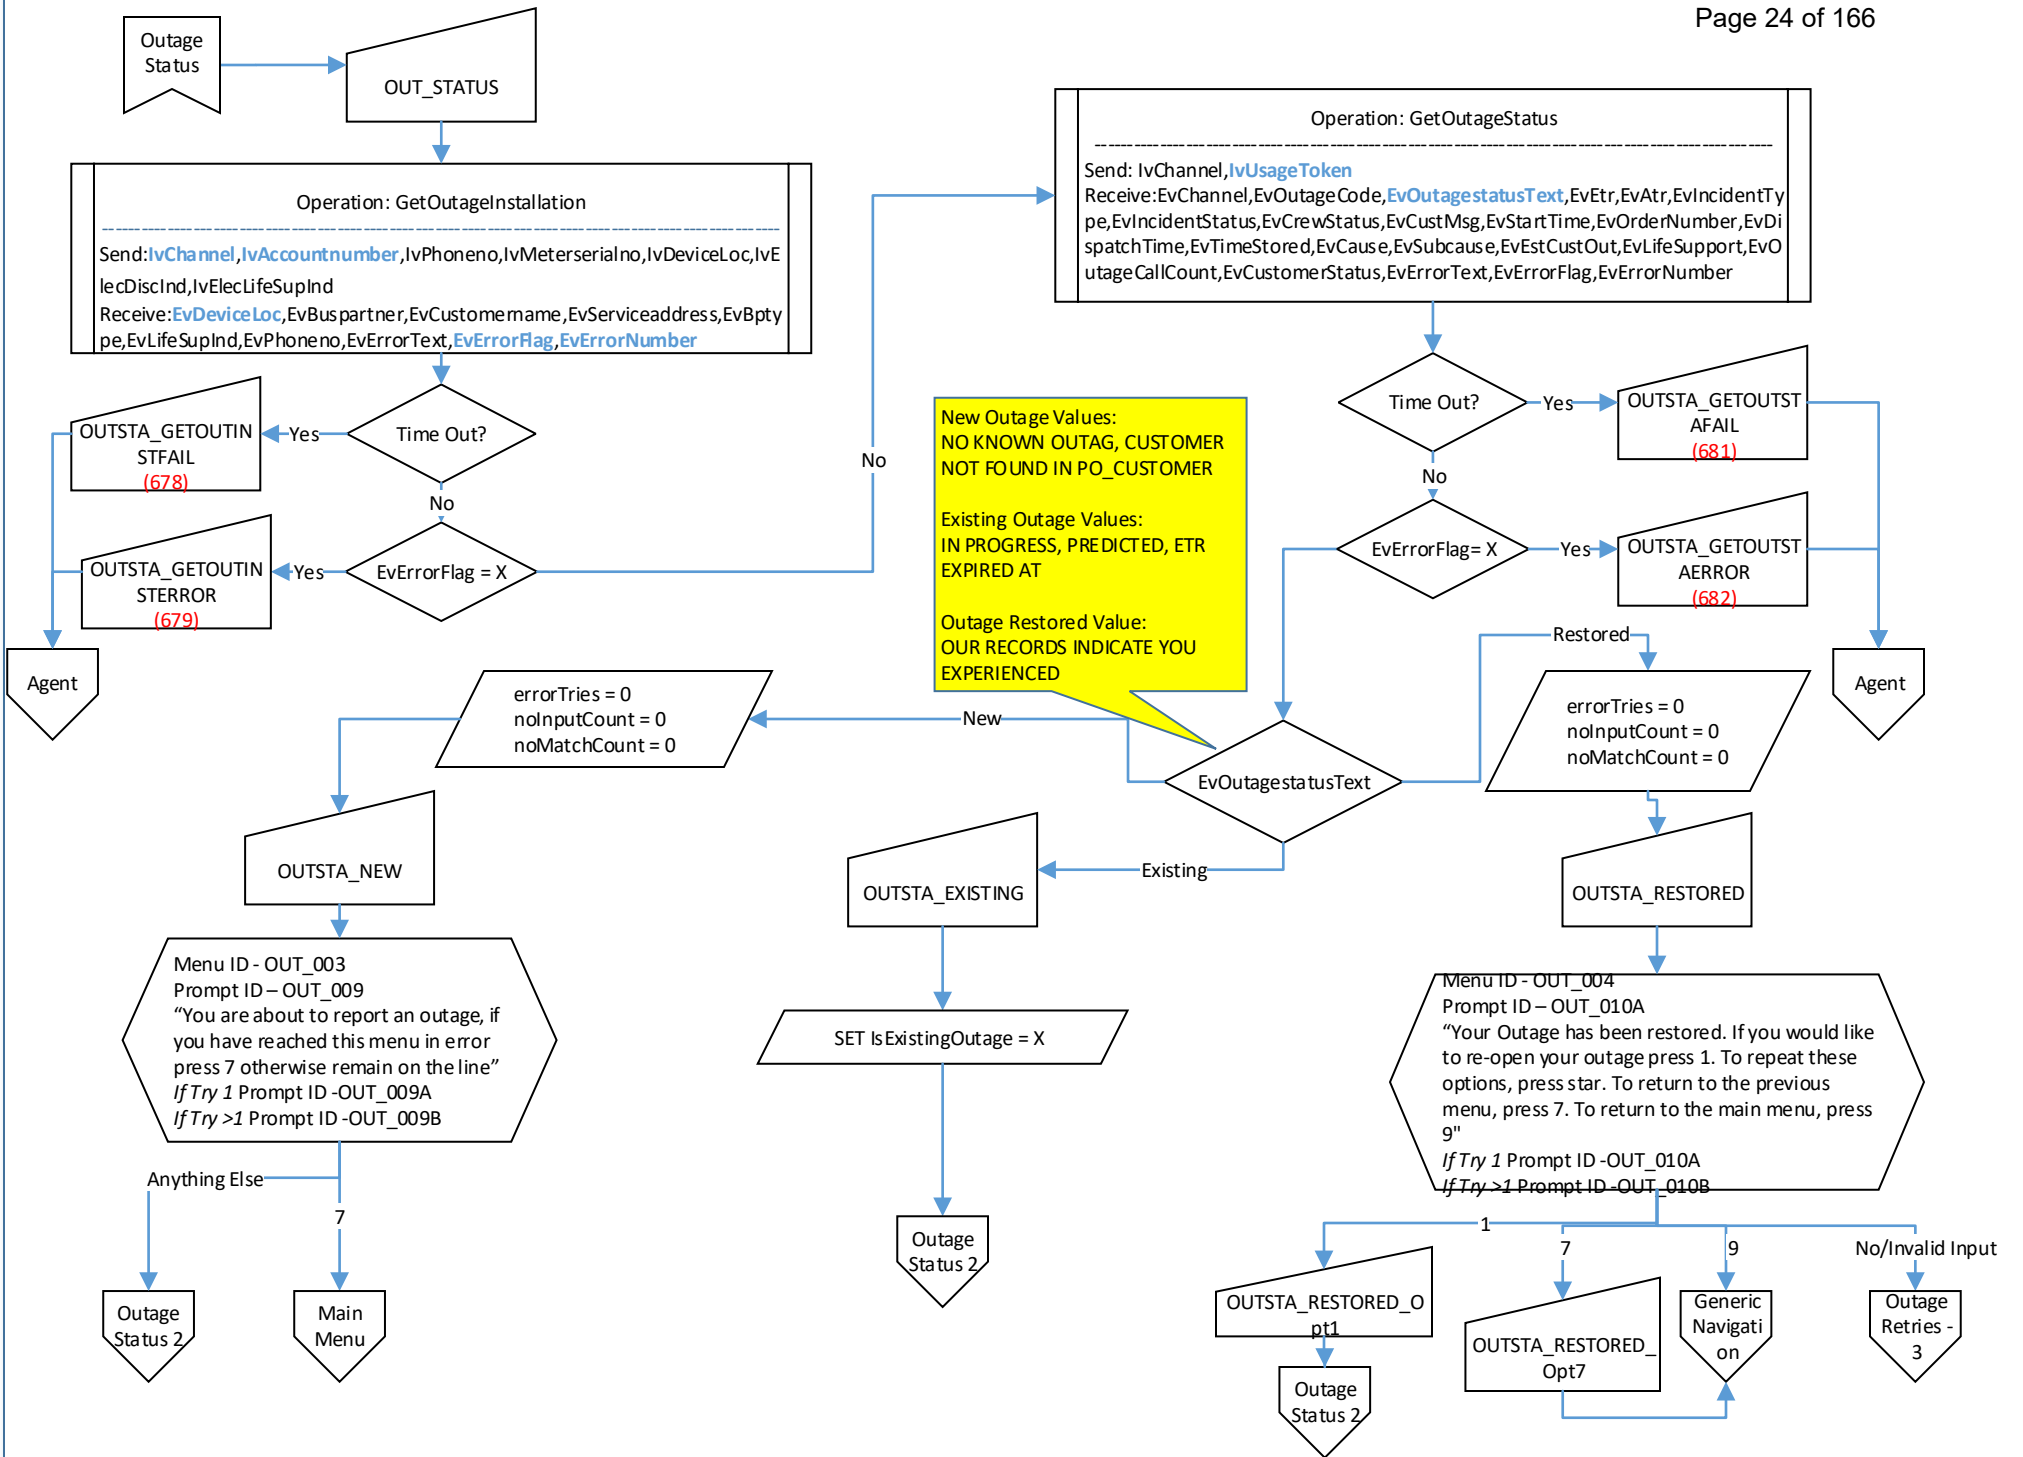 Page 24 of 166
Outage
Status
OUT_STATUS
Operation: GetOutageInstallation
Send:IvChannel,IvAccountnumber,IvPhoneno,IvMeterserialno,IvDeviceLoc,IvE
lecDiscInd,IvElecLifeSupInd
Receive:EvDeviceLoc,EvBuspartner,EvCustomername,EvServiceaddress,EvBpty
pe,EvLifeSupInd,EvPhoneno,EvErrorText,EvErrorFlag,EvErrorNumber
Time Out?
Yes
OUTSTA_GETOUTIN
STFAIL
(678)
No
EvErrorFlag = X
Yes
OUTSTA_GETOUTIN
STERROR
(679)
Agent
No
Operation: GetOutageStatus
Send: IvChannel,IvUsageToken
Receive:EvChannel,EvOutageCode,EvOutagestatusText,EvEtr,EvAtr,EvIncidentTy
pe,EvIncidentStatus,EvCrewStatus,EvCustMsg,EvStartTime,EvOrderNumber,EvDi
spatchTime,EvTimeStored,EvCause,EvSubcause,EvEstCustOut,EvLifeSupport,EvO
utageCallCount,EvCustomerStatus,EvErrorText,EvErrorFlag,EvErrorNumber
Time Out?
Yes
OUTSTA_GETOUTST
AFAIL
(681)
No
EvErrorFlag= X
Yes
OUTSTA_GETOUTST
AERROR
(682)
Agent
New Outage Values:
NO KNOWN OUTAG, CUSTOMER
NOT FOUND IN PO_CUSTOMER
Existing Outage Values:
IN PROGRESS, PREDICTED, ETR
EXPIRED AT
Outage Restored Value:
OUR RECORDS INDICATE YOU
EXPERIENCED
EvOutagestatusText
New
errorTries = 0
noInputCount = 0
noMatchCount = 0
OUTSTA_NEW
Menu ID - OUT_003
Prompt ID – OUT_009
“You are about to report an outage, if
you have reached this menu in error
press 7 otherwise remain on the line”
If Try 1 Prompt ID -OUT_009A
If Try >1 Prompt ID -OUT_009B
Anything Else
7
Outage
Status 2
Main
Menu
Existing
OUTSTA_EXISTING
SET IsExistingOutage = X
Outage
Status 2
Restored
errorTries = 0
noInputCount = 0
noMatchCount = 0
OUTSTA_RESTORED
Menu ID - OUT_004
Prompt ID – OUT_010A
“Your Outage has been restored. If you would like
to re-open your outage press 1. To repeat these
options, press star. To return to the previous
menu, press 7. To return to the main menu, press
9"
If Try 1 Prompt ID -OUT_010A
If Try >1 Prompt ID -OUT_010B
1
7
9
No/Invalid Input
OUTSTA_RESTORED_O
pt1
Outage
Status 2
OUTSTA_RESTORED_
Opt7
Generic
Navigati
on
Outage
Retries -
3